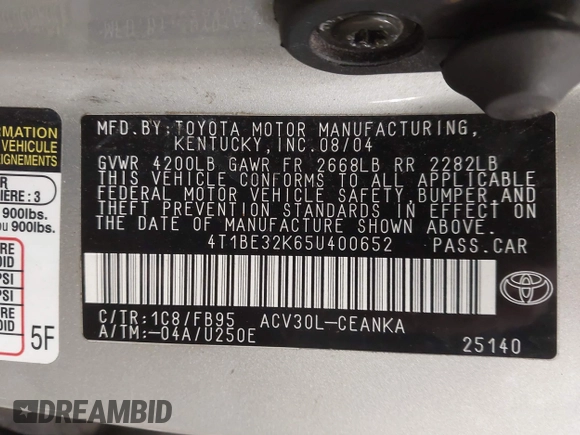 MFD.BY:TOYOTA MOTOR MANUFACTURING,
KENTUCKY,INC.08/04
GVWR 4200LB GAWR FR 2668LB RR 2282LB
THIS VEHICLE CONFORMS TO ALL APPLICABLE
FEDERAL MOTOR VEHICLE SAFETY,BUMPER,AND
THEFT PREVENTION STANDARDS IN EFFECT ON
THE DATE OF MANUFACTURE SHOWN ABOVE.
4T1BE32K65U400652 PASS.CAR
C/TR:1C8/FB95 ACV30L-CEANKA
A/TM:-04A/U250E
25140
VEHICLE
: 3
900lbs.
900lbs.
PSI
PSI
5F
DREAMBID